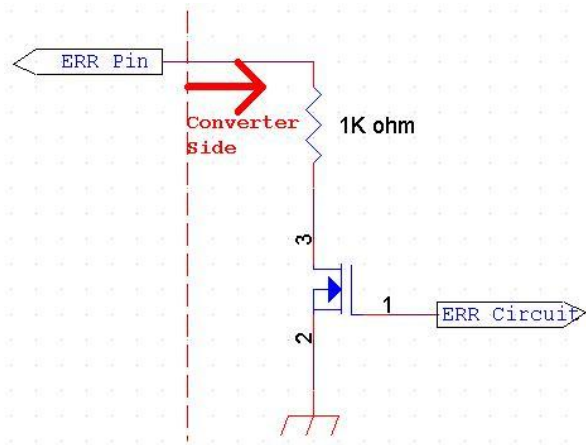 ERR Pin
Converter
Side
1K ohm
3
1
ERR Circuit
2